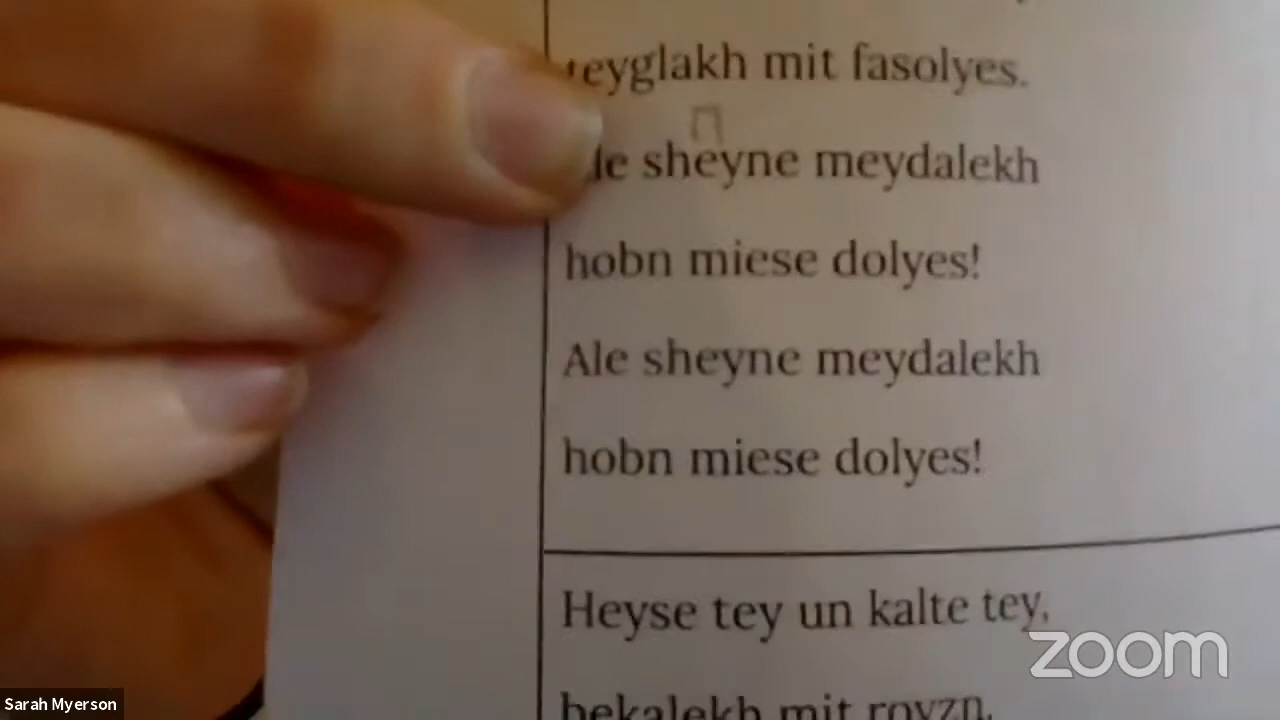 teyglakh mit fasolyes.
Ale sheyne meydalekh
hobn miese dolyes!
Ale sheyne meydalekh
hobn miese dolyes!
Heyse tey un kalte tey,
bekalekh mit royzn,
zoom
Sarah Myerson